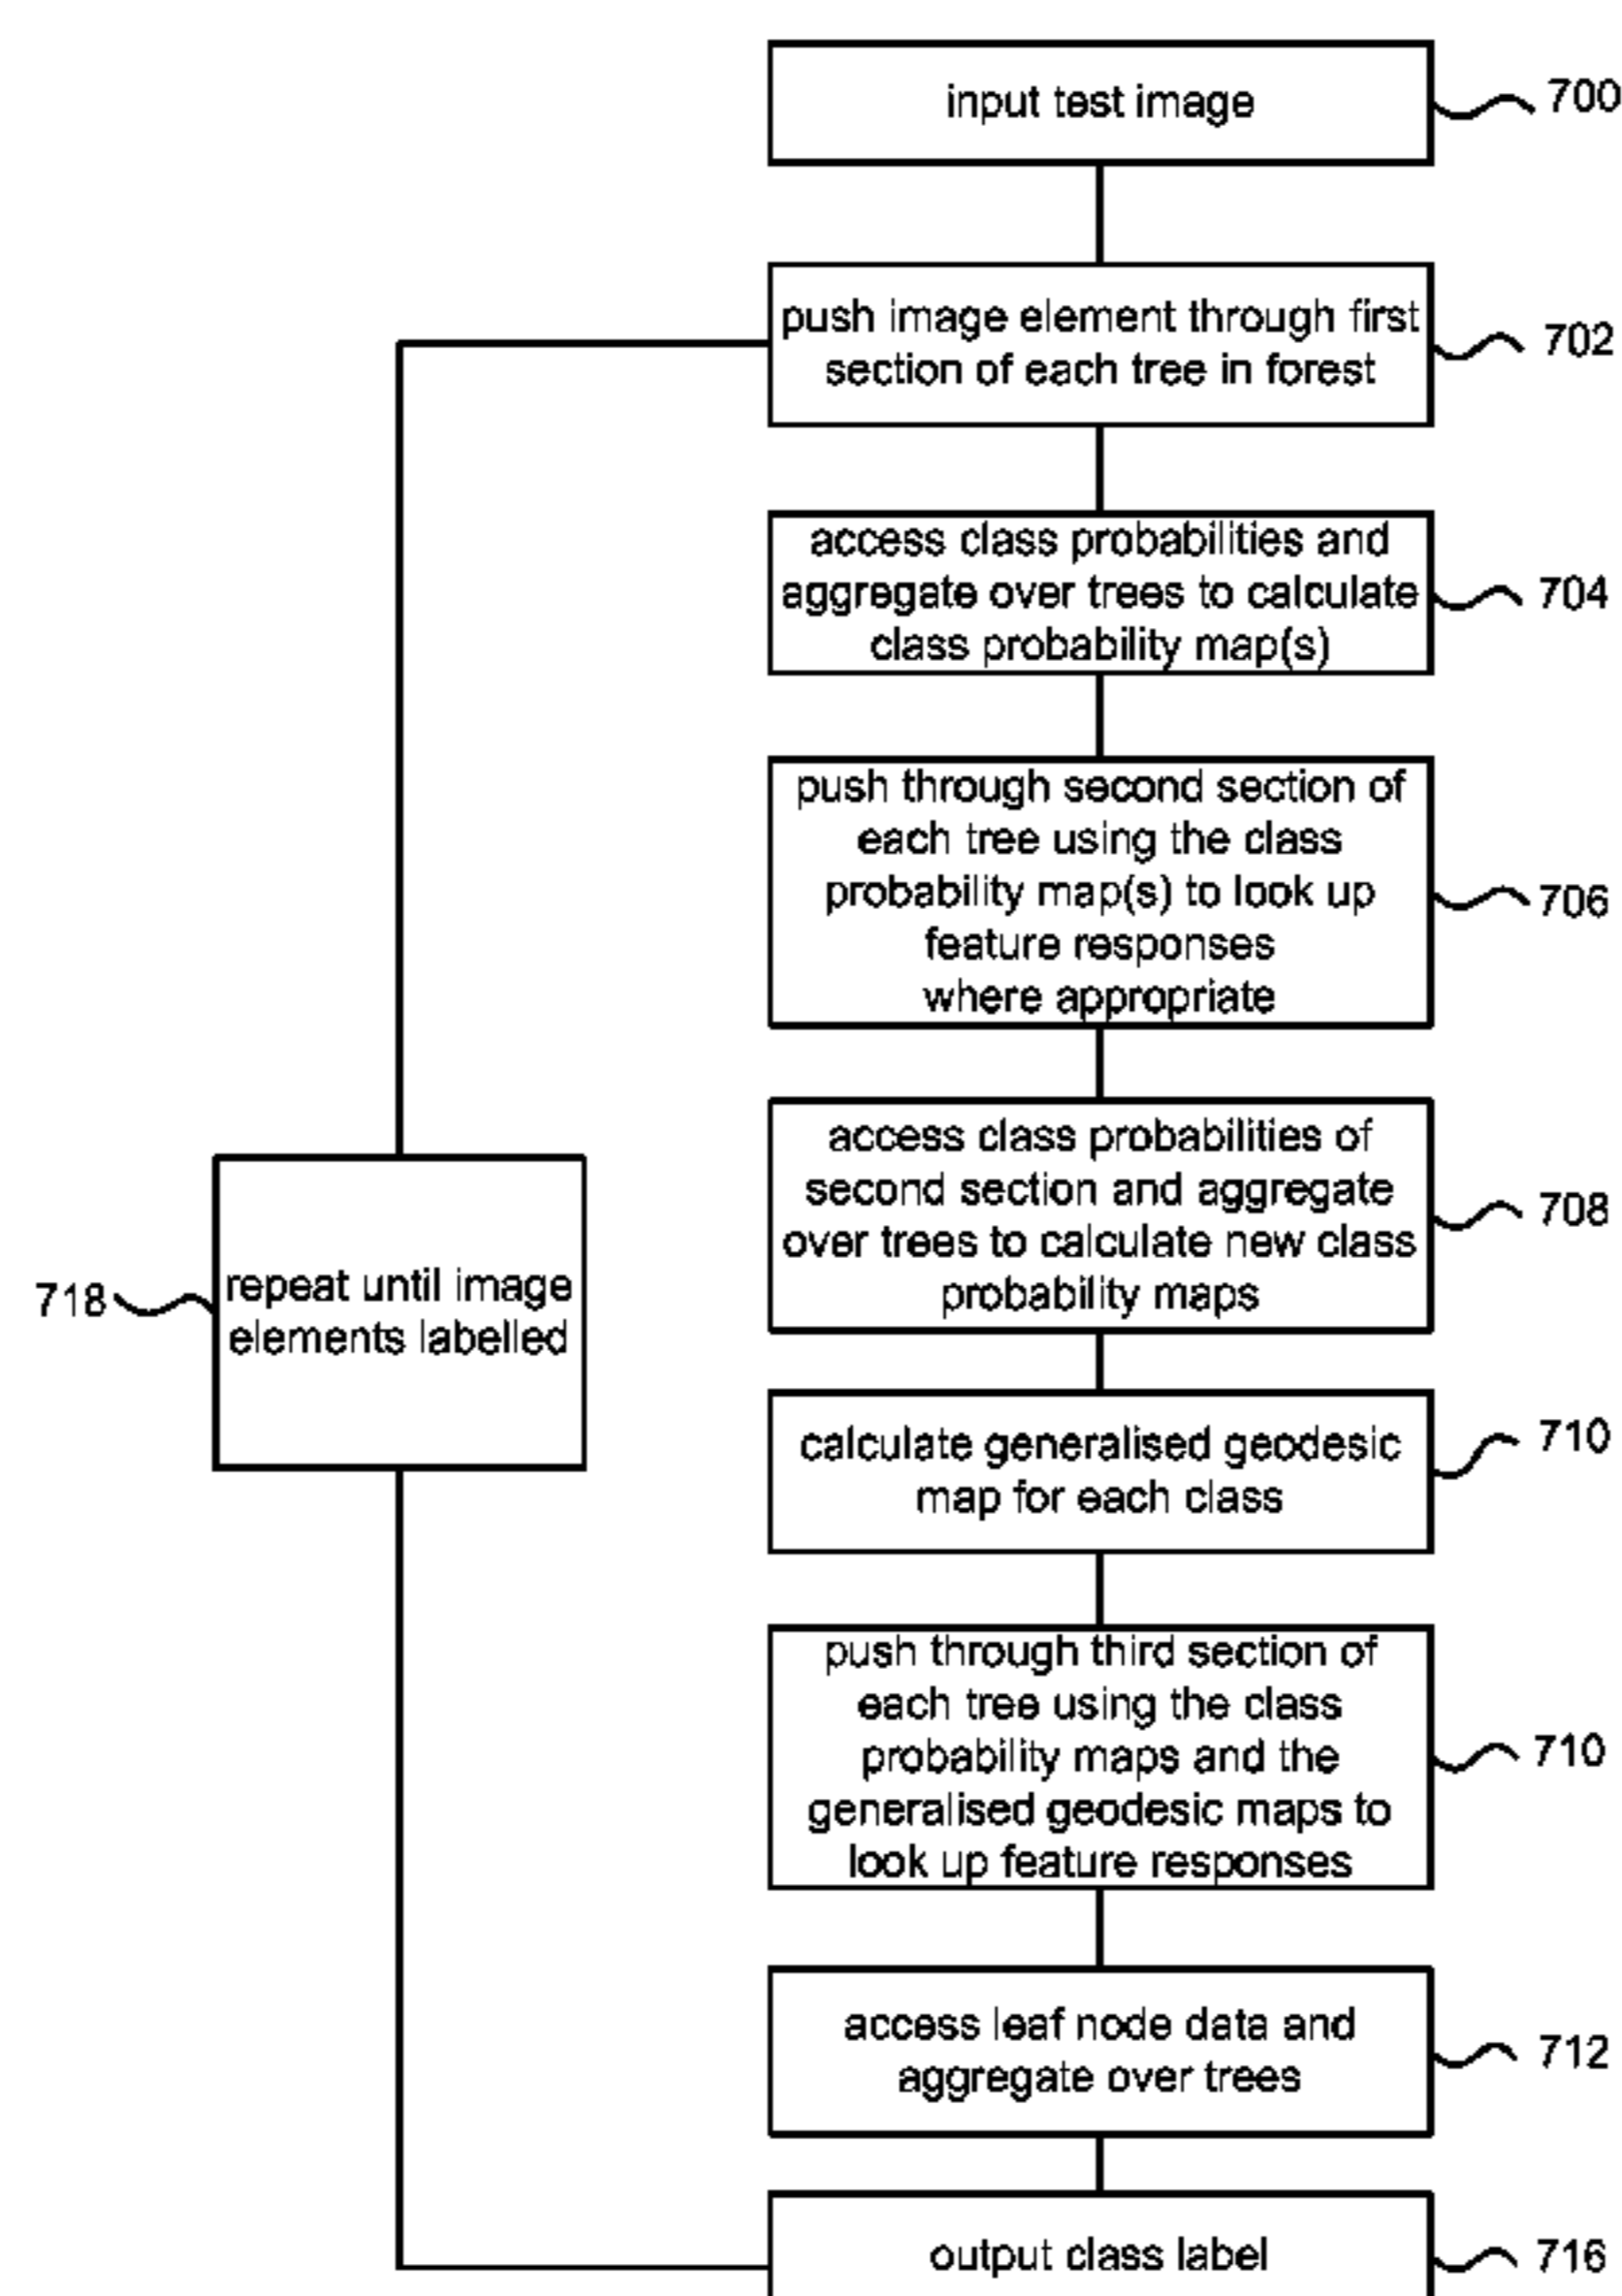 input test image
700
push image element through first
section of each tree in forest
702
access class probabilities and
aggregate over trees to calculate
class probability map(s)
704
push through second section of
each tree using the class
probability map(s) to look up
feature responses
where appropriate
706
access class probabilities of
second section and aggregate
over trees to calculate new class
probability maps
708
718
repeat until image
elements labelled
calculate generalised geodesic
map for each class
710
push through third section of
each tree using the class
probability maps and the
generalised geodesic maps to
look up feature responses
710
access leaf node data and
aggregate over trees
712
output class label
716